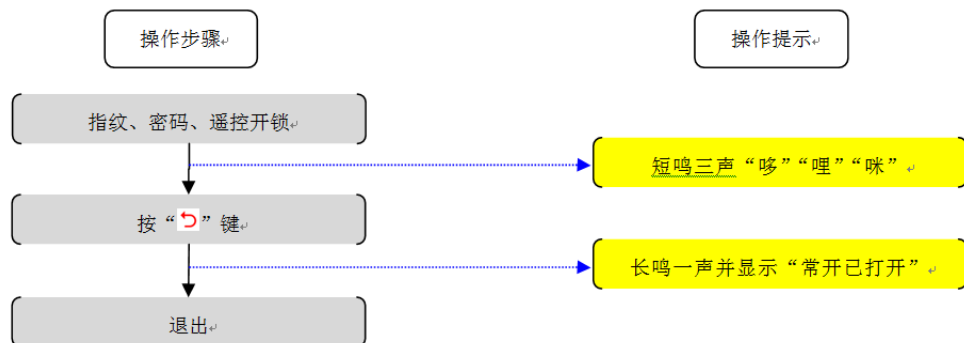 操作步骤
操作提示
指纹、密码、遥控开锁
短鸣三声“哆”“哩”“咪”
按“”键
长鸣一声并显示“常开已打开”
退出